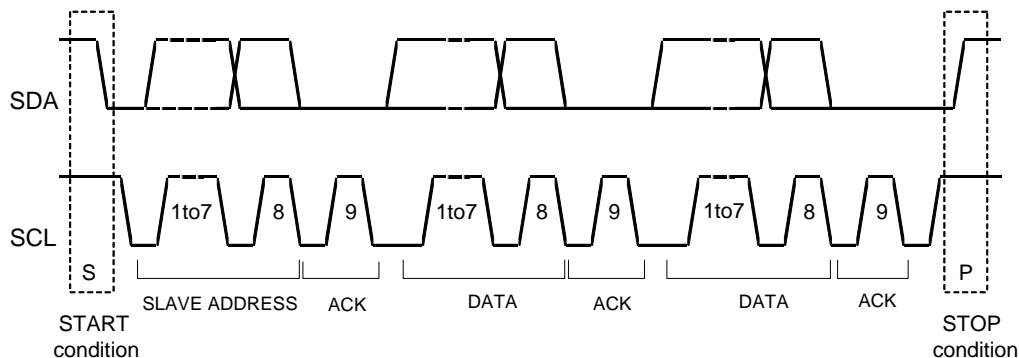 SDA
1to7 8 9 1to7 8 9 1to7 8 9
SCL
S P
SLAVE ADDRESS ACK DATA ACK DATA ACK
START
condition
STOP
condition